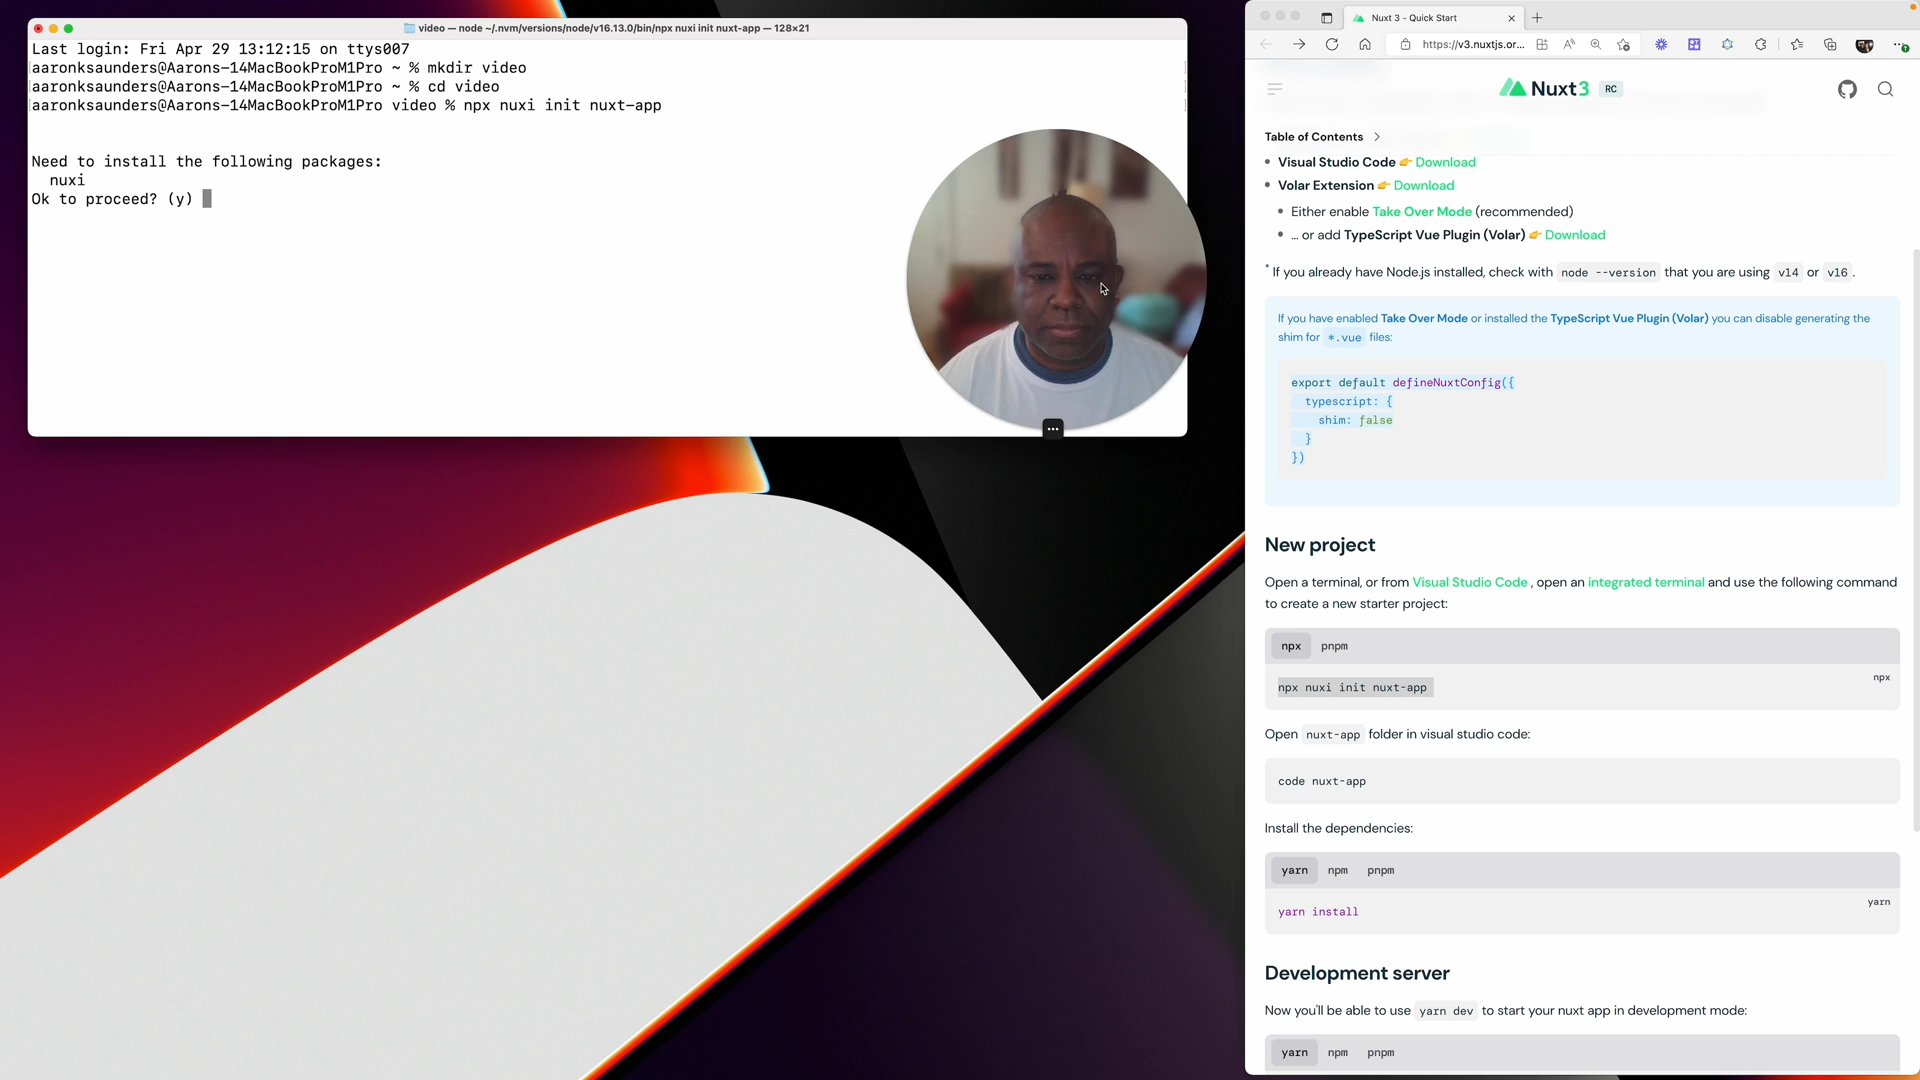 video — node ~/.nvm/versions/node/v16.13.0/bin/npx nuxi init nuxt-app — 128×21
Last login: Fri Apr 29 13:12:15 on ttys007
aaronksaunders@Aarons-14MacBookProM1Pro ~ % mkdir video
aaronksaunders@Aarons-14MacBookProM1Pro ~ % cd video
aaronksaunders@Aarons-14MacBookProM1Pro video % npx nuxi init nuxt-app
Need to install the following packages:
nuxi
Ok to proceed? (y)
Nuxt 3 - Quick Start
https://v3.nuxtjs.or...
Nuxt3 RC
Table of Contents
• Visual Studio Code 👉 Download
• Volar Extension 👉 Download
• Either enable Take Over Mode (recommended)
• ... or add TypeScript Vue Plugin (Volar) 👉 Download
* If you already have Node.js installed, check with node --version that you are using v14 or v16 .
If you have enabled Take Over Mode or installed the TypeScript Vue Plugin (Volar) you can disable generating the
shim for *.vue files:
export default defineNuxtConfig({
typescript: {
shim: false
}
})
New project
Open a terminal, or from Visual Studio Code , open an integrated terminal and use the following command
to create a new starter project:
npx pnpm
npx
npx nuxi init nuxt-app
Open nuxt-app folder in visual studio code:
code nuxt-app
Install the dependencies:
yarn npm pnpm
yarn
yarn install
Development server
Now you'll be able to use yarn dev to start your nuxt app in development mode:
yarn npm pnpm